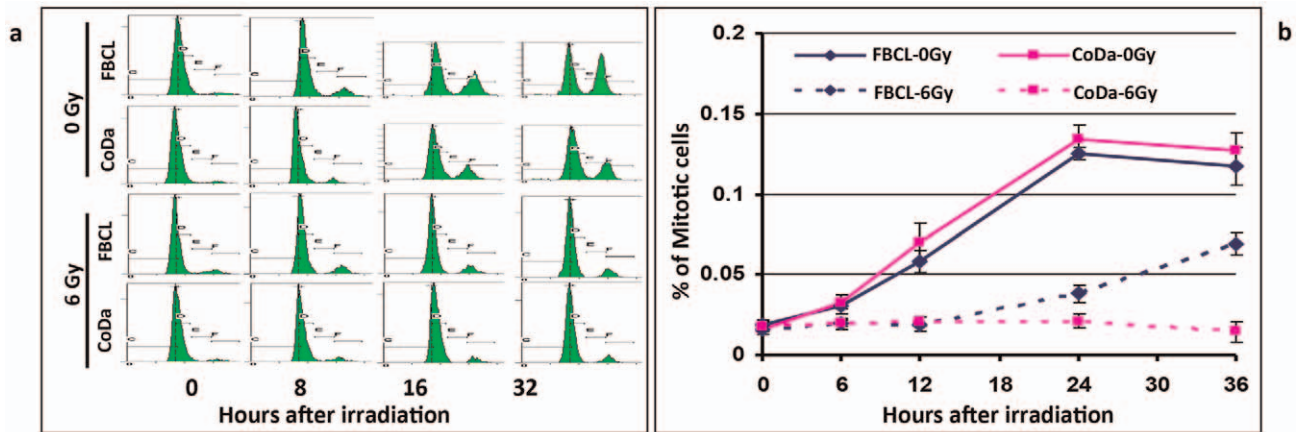 a
0 Gy
FBCL
CoDa
6 Gy
FBCL
CoDa
0 8 16 32
Hours after irradiation
b
% of Mitotic cells
0.2
0.15
0.1
0.05
0
FBCL-0Gy CoDa-0Gy
FBCL-6Gy CoDa-6Gy
0 6 12 18 24 30 36
Hours after irradiation